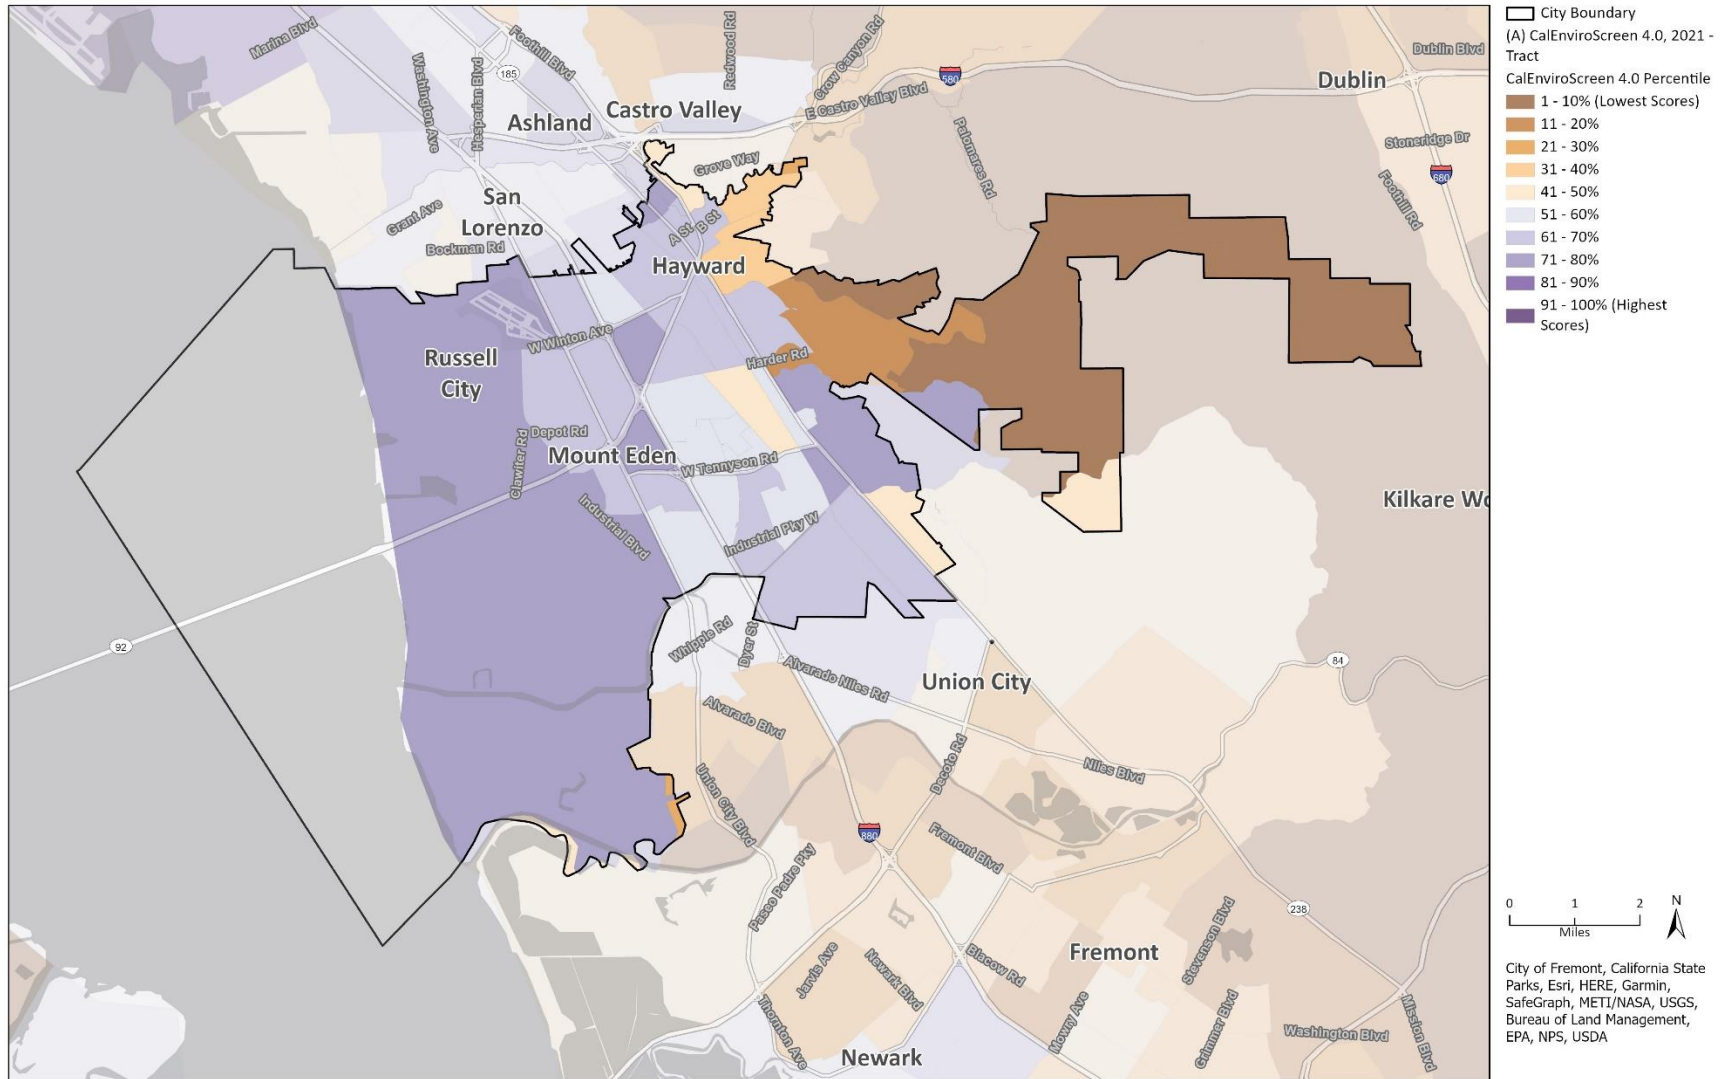 Marina Blvd
Foothill Blvd
Redwood Rd
Crow Canyon Rd
Dublin Blvd
Washington Ave
Hesperian Blvd
185
580
Dublin
E Castro Valley Blvd
Castro Valley
Ashland
Stoneridge Dr
Palomares Rd
Grove Way
680
Foothill Rd
San
Lorenzo
Grant Ave
A St
B St
Bockman Rd
Hayward
W Winton Ave
Russell
City
Harder Rd
Depot Rd
Clawiter Rd
Mount Eden
W Tennyson Rd
Kilkare Wo
Industrial Blvd
Industrial Pky W
92
Whipple Rd
Dyer St
Alvarado Niles Rd
84
Union City
Alvarado Blvd
Decoto Rd
Niles Blvd
Union City Blvd
880
Fremont Blvd
Paseo Padre Pky
238
Stevenson Blvd
Fremont
Jarvis Ave
Newark Blvd
Blacow Rd
Thornton Ave
Mowry Ave
Grimmer Blvd
Washington Blvd
Mission Blvd
Newark
City Boundary
(A) CalEnviroScreen 4.0, 2021 -
Tract
CalEnviroScreen 4.0 Percentile
1 - 10% (Lowest Scores)
11 - 20%
21 - 30%
31 - 40%
41 - 50%
51 - 60%
61 - 70%
71 - 80%
81 - 90%
91 - 100% (Highest
Scores)
0 1 2
Miles
N
City of Fremont, California State
Parks, Esri, HERE, Garmin,
SafeGraph, METI/NASA, USGS,
Bureau of Land Management,
EPA, NPS, USDA